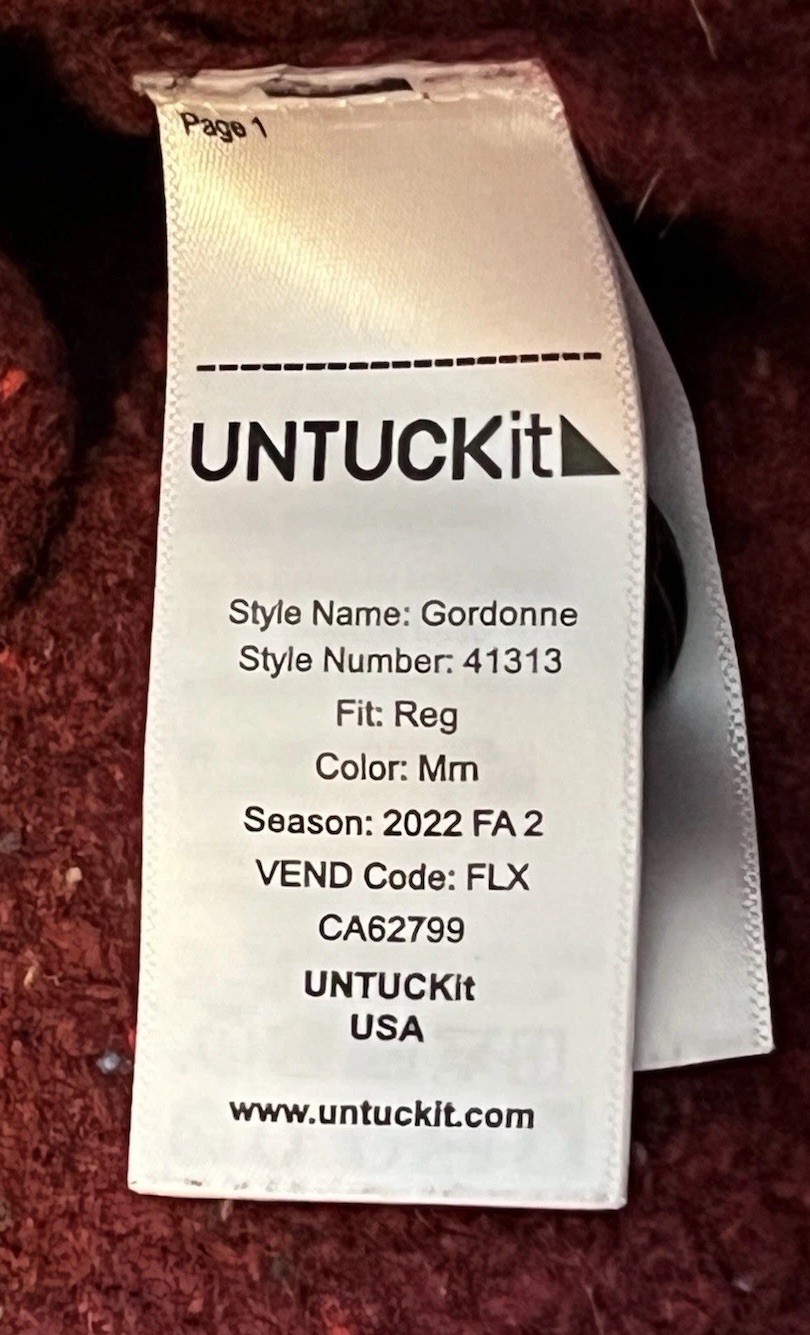 Page 1
UNTUCKit
Style Name: Gordonne
Style Number: 41313
Fit: Reg
Color: Mrn
Season: 2022 FA 2
VEND Code: FLX
CA62799
UNTUCKit
USA
www.untuckit.com